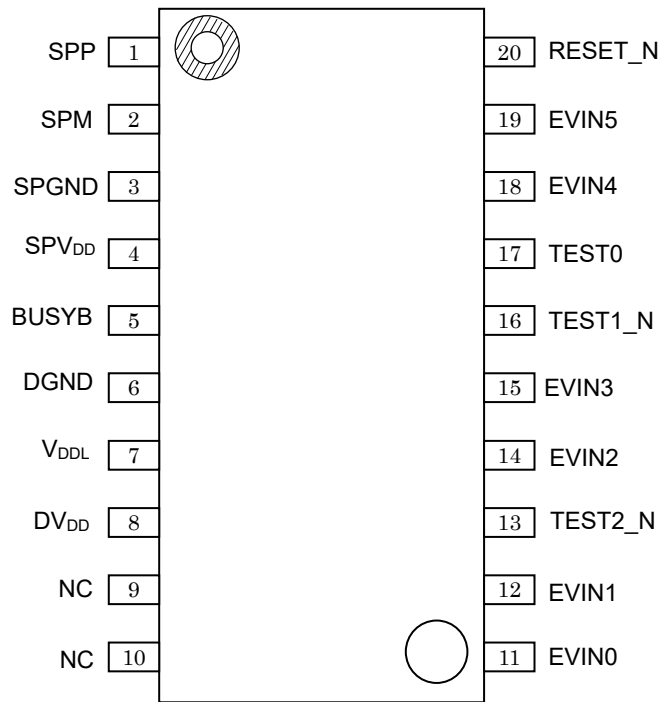 SPP 1 20 RESET_N
SPM 2 19 EVIN5
SPGND 3 18 EVIN4
SPVDD 4 17 TEST0
BUSYB 5 16 TEST1_N
DGND 6 15 EVIN3
VDDL 7 14 EVIN2
DVDD 8 13 TEST2_N
NC 9 12 EVIN1
NC 10 11 EVIN0